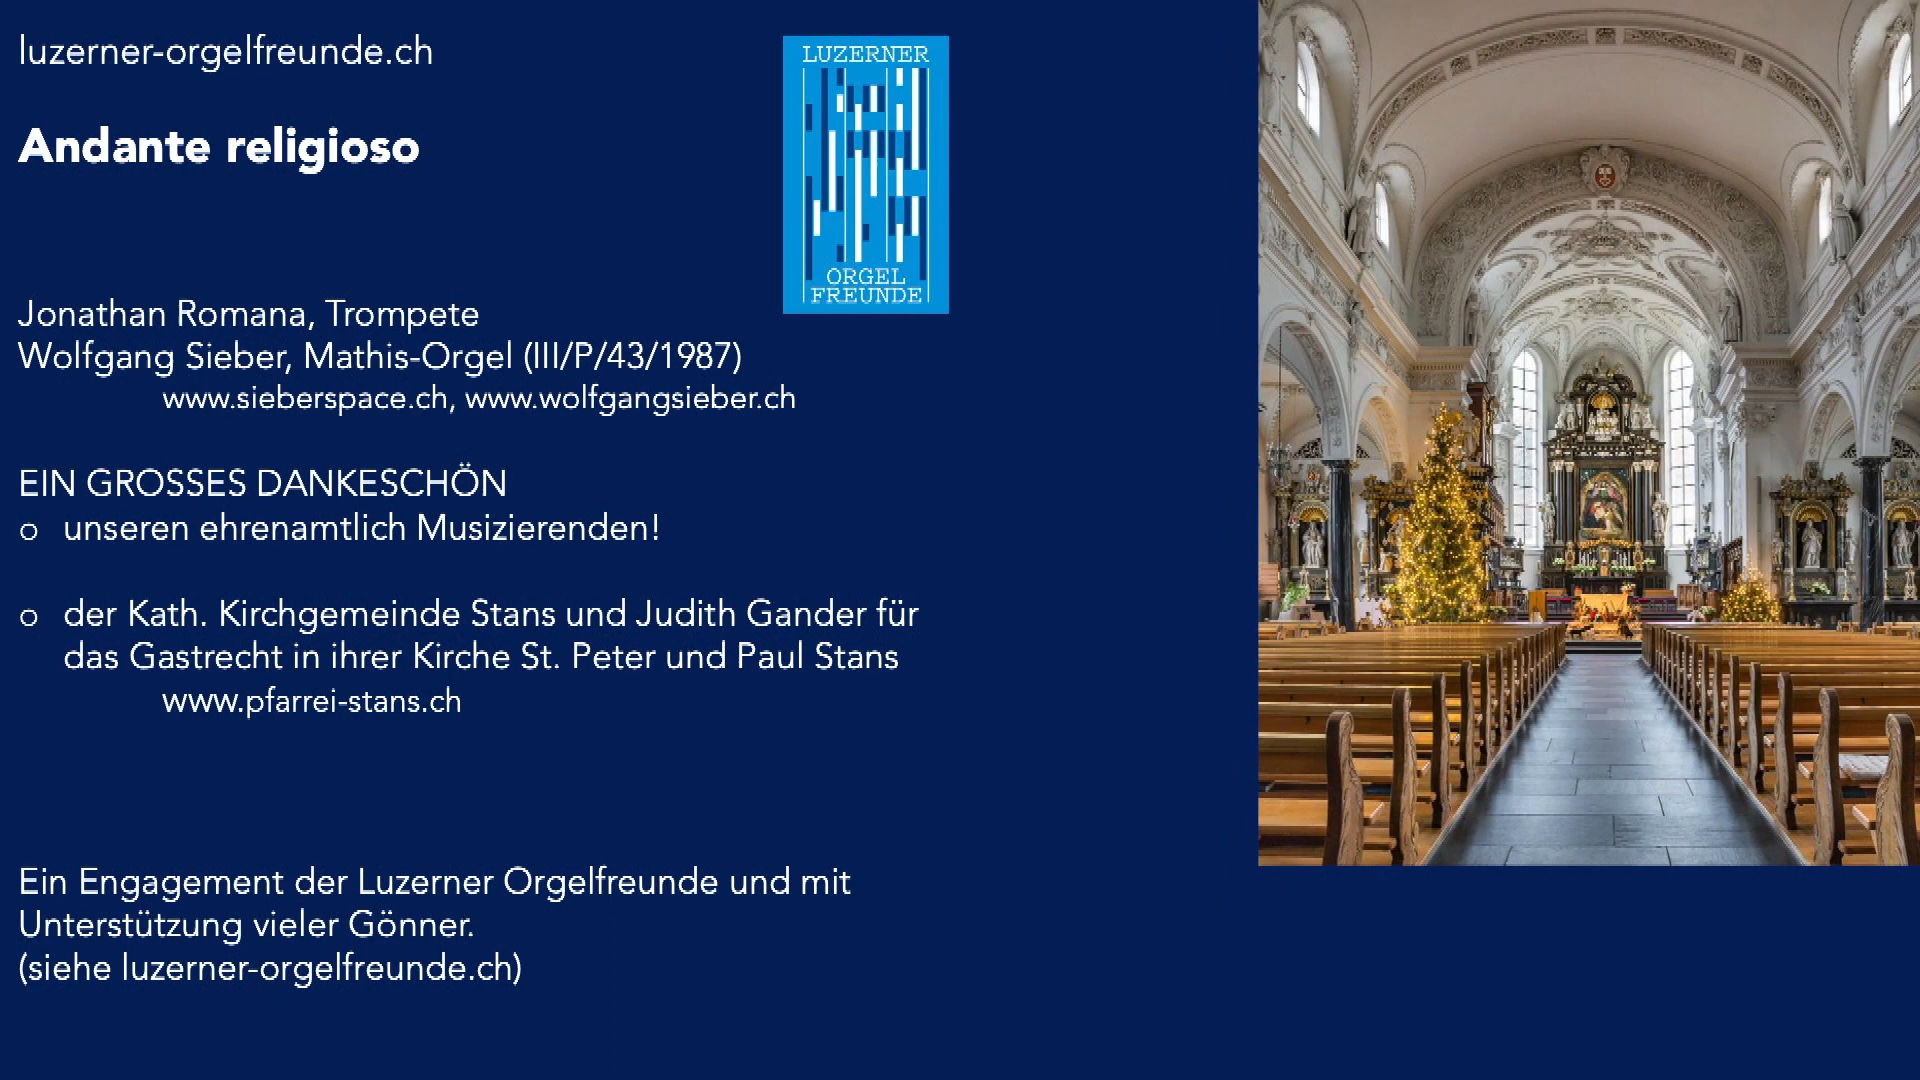 luzerner-orgelfreunde.ch
LUZERNER
ORGEL
FREUNDE
Andante religioso
Jonathan Romana, Trompete
Wolfgang Sieber, Mathis-Orgel (III/P/43/1987)
www.sieberspace.ch, www.wolfgangsieber.ch
EIN GROSSES DANKESCHÖN
o unseren ehrenamtlich Musizierenden!
o der Kath. Kirchgemeinde Stans und Judith Gander für
das Gastrecht in ihrer Kirche St. Peter und Paul Stans
www.pfarrei-stans.ch
Ein Engagement der Luzerner Orgelfreunde und mit
Unterstützung vieler Gönner.
(siehe luzerner-orgelfreunde.ch)